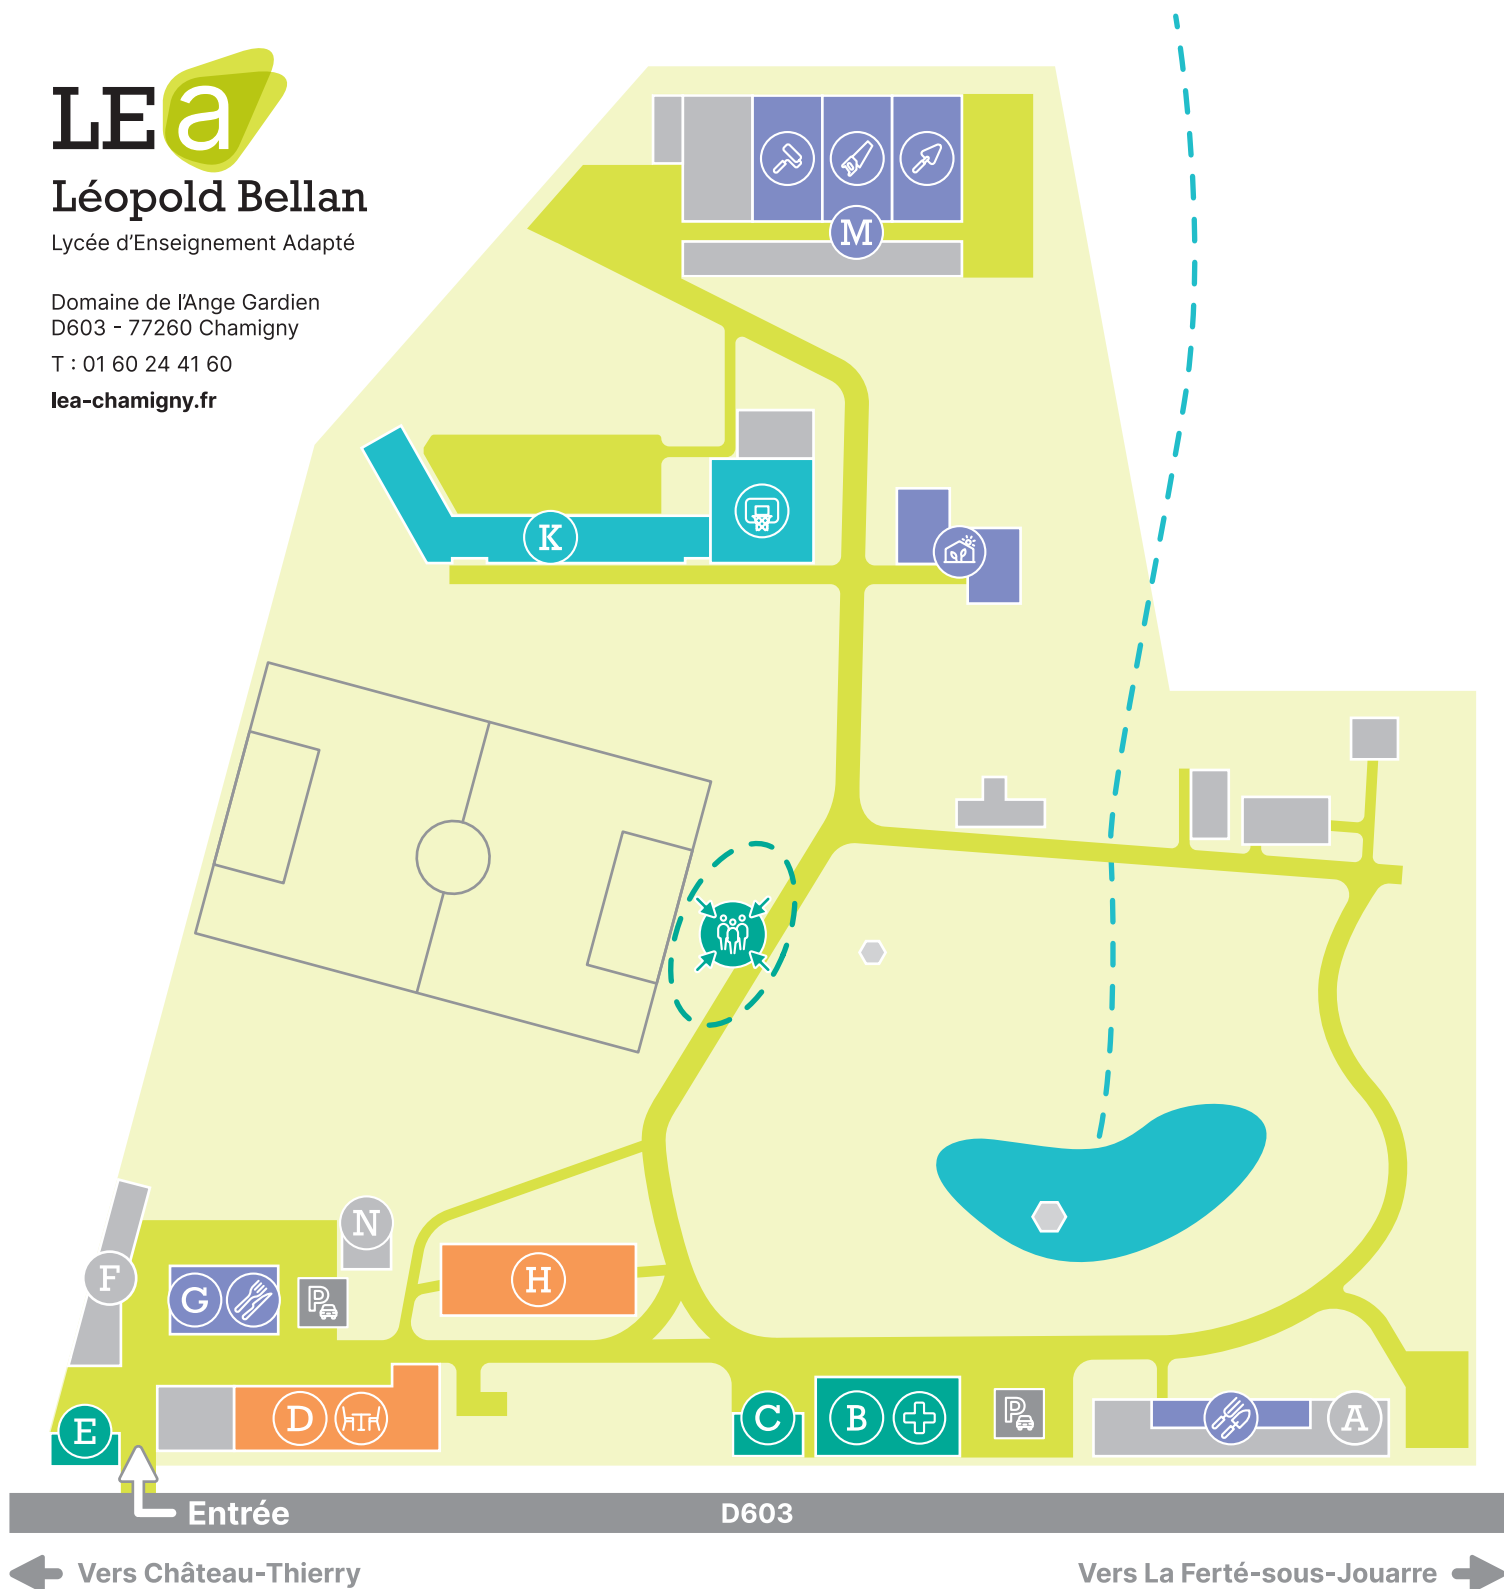 LEa
Léopold Bellan
Lycée d'Enseignement Adapté
Domaine de l'Ange Gardien
D603 - 77260 Chamigny
T : 01 60 24 41 60
lea-chamigny.fr
M
K
N
F
G
P
H
E
D
C
B
P
A
Entrée
D603
Vers Château-Thierry
Vers La Ferté-sous-Jouarre